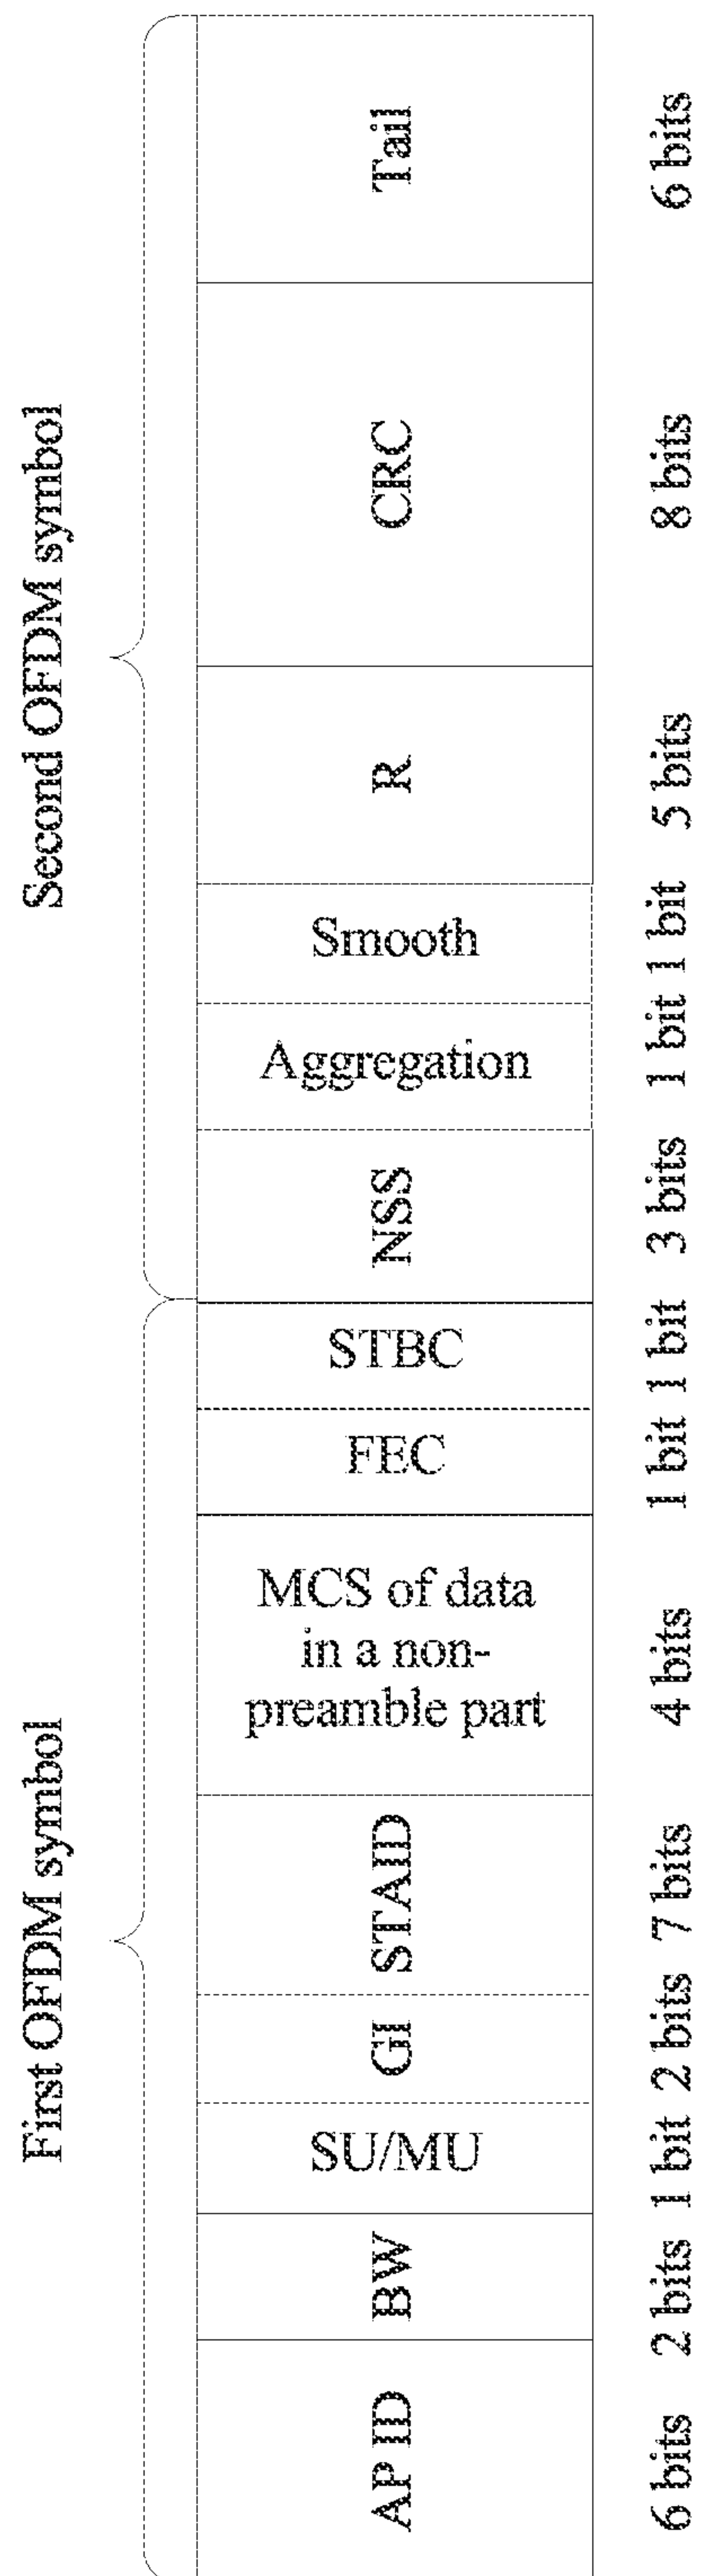 First OFDM symbol
Second OFDM symbol
AP ID
BW
SU/MU
GI
STAID
MCS of data
in a non-
preamble part
FEC
STBC
NSS
Aggregation
Smooth
R
CRC
Tail
6 bits
2 bits
1 bit
2 bits
7 bits
4 bits
1 bit
1 bit
3 bits
1 bit
1 bit
5 bits
8 bits
6 bits